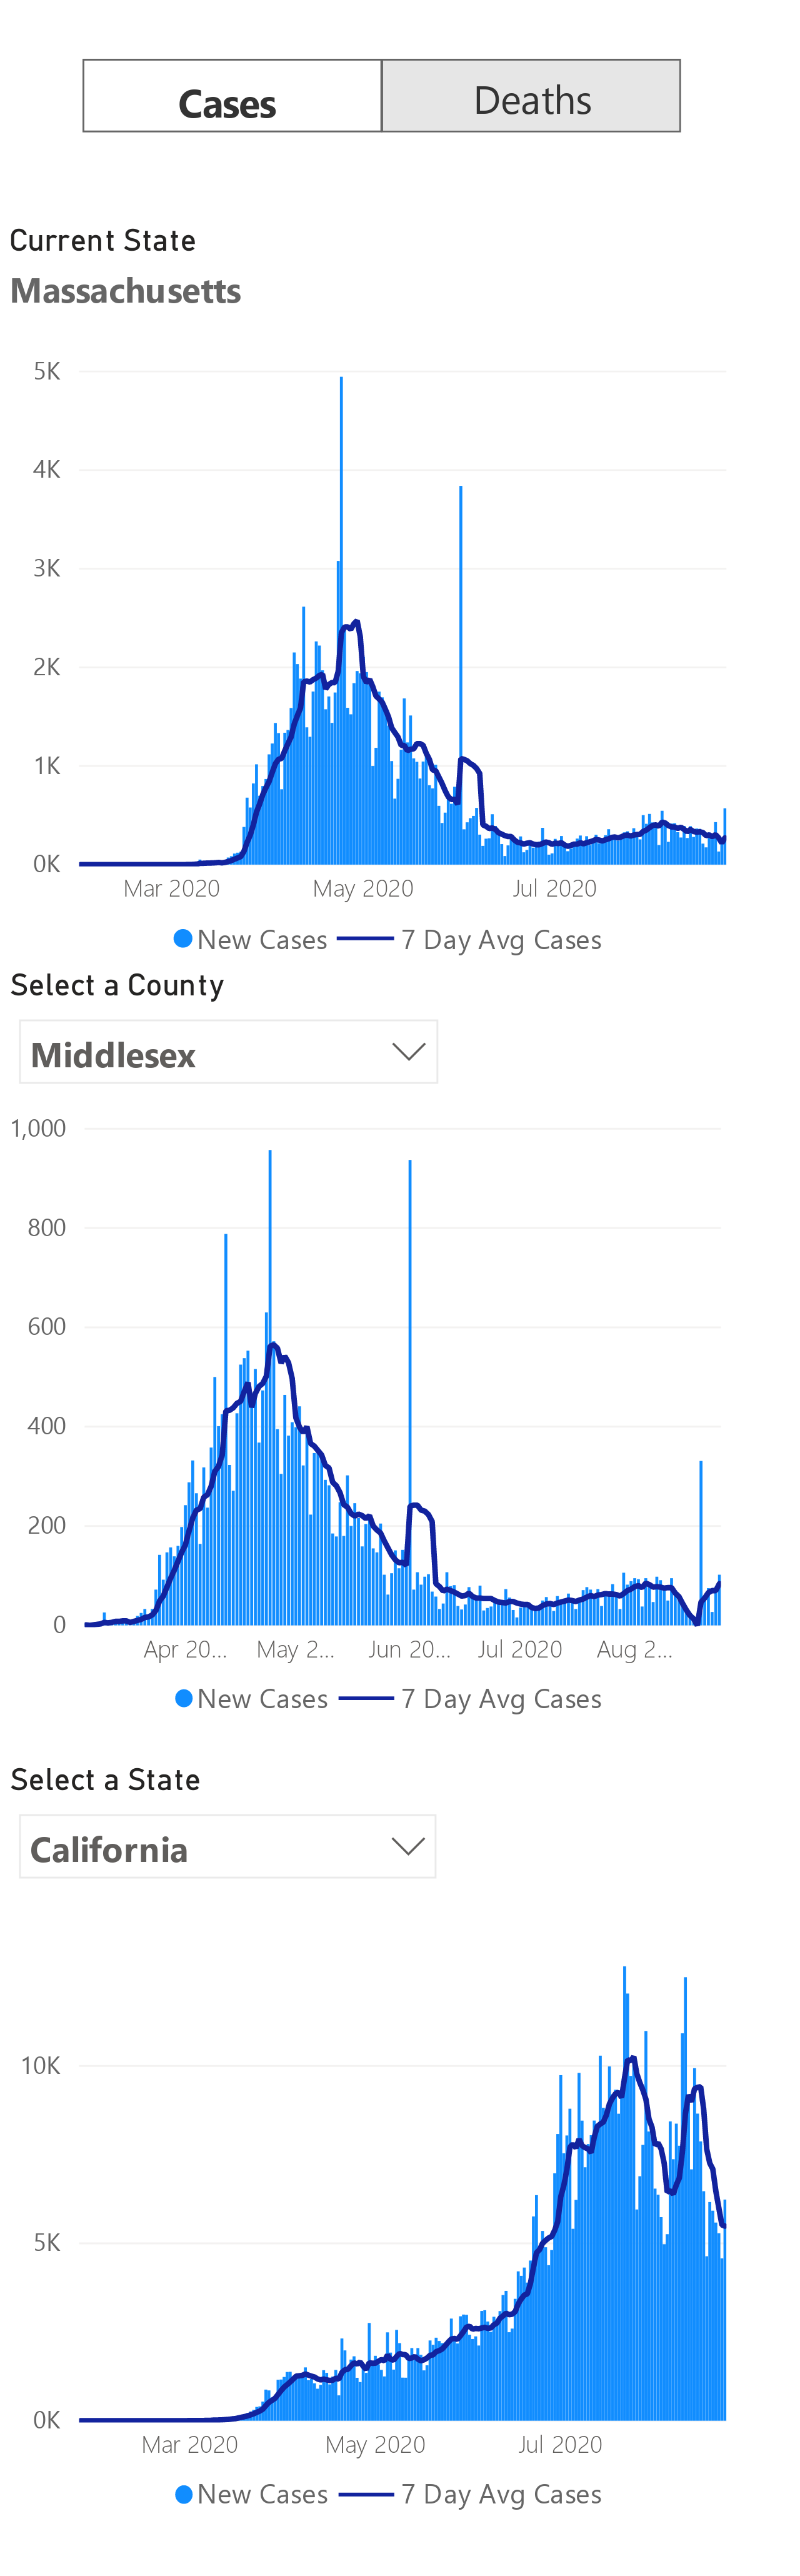 Cases Deaths
Current State
Massachusetts
5K
4K
3K
2K
1K
0K
Mar 2020 May 2020 Jul 2020
New Cases 7 Day Avg Cases
Select a County
Middlesex
1,000
800
600
400
200
0
Apr 20... May 2... Jun 20... Jul 2020 Aug 2...
New Cases 7 Day Avg Cases
Select a State
California
10K
5K
0K
Mar 2020 May 2020 Jul 2020
New Cases 7 Day Avg Cases